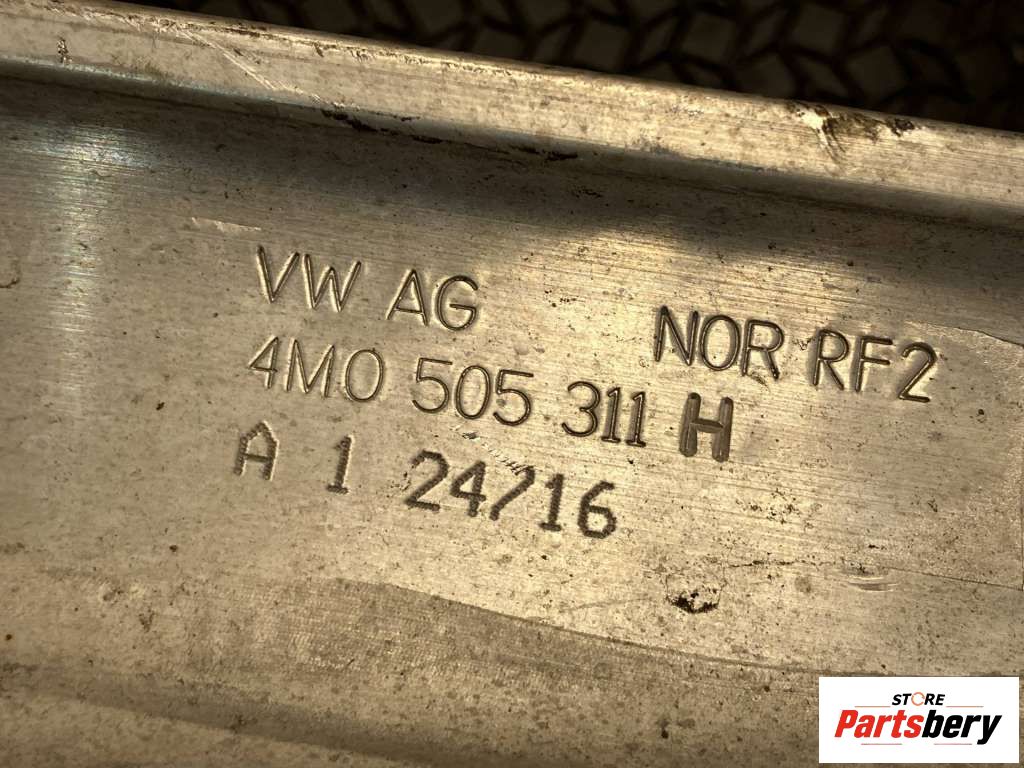 VW AG
NOR RF2
4M0 505 311 H
A 1 24/16
STORE
Partsbery